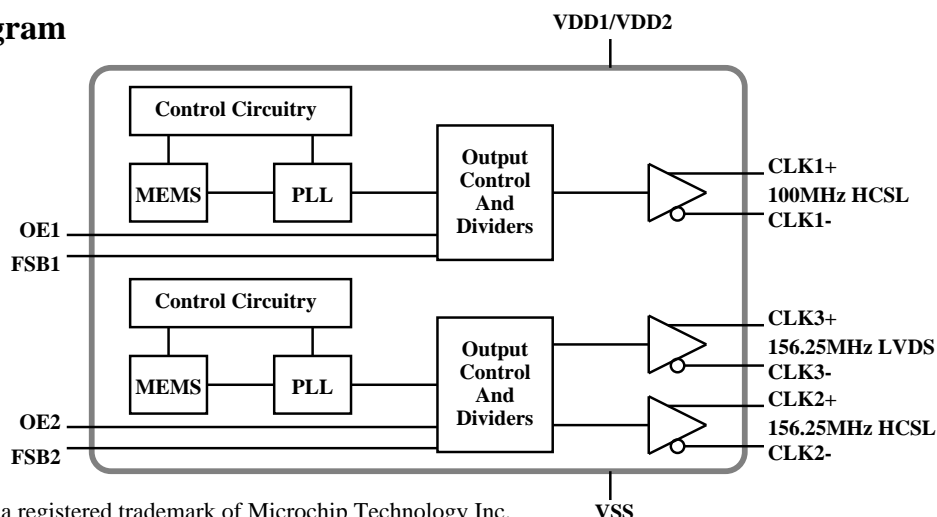 gram
VDD1/VDD2
Control Circuitry
MEMS
PLL
Output
Control
And
Dividers
CLK1+
100MHz HCSL
CLK1-
OE1
FSB1
Control Circuitry
MEMS
PLL
Output
Control
And
Dividers
CLK3+
156.25MHz LVDS
CLK3-
CLK2+
156.25MHz HCSL
CLK2-
OE2
FSB2
a registered trademark of Microchip Technology Inc.
VSS